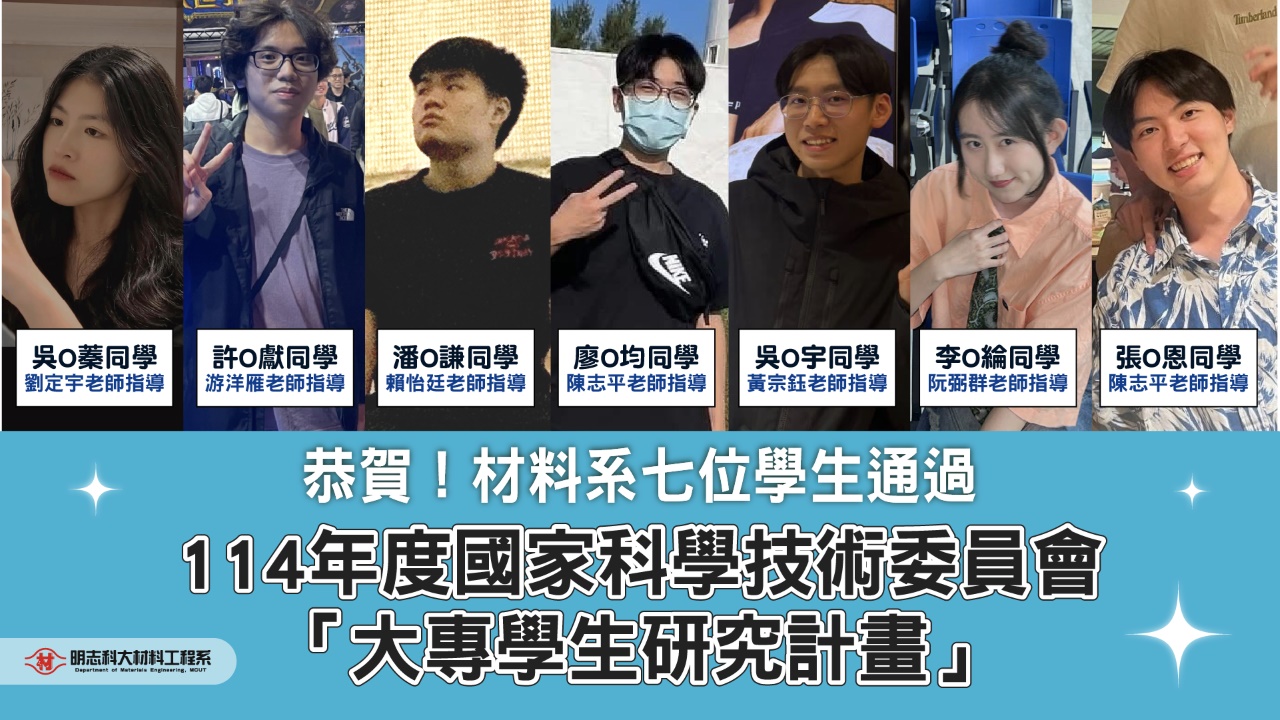 Timberland
NIKE
吳O蓁同學
劉定宇老師指導
許O獻同學
游洋雁老師指導
潘O謙同學
賴怡廷老師指導
廖O均同學
陳志平老師指導
吳O宇同學
黃宗鈺老師指導
李O綸同學
阮弼群老師指導
張O恩同學
陳志平老師指導
恭賀！材料系七位學生通過
114年度國家科學技術委員會
「大專學生研究計畫」
明志科大材料工程系
Department of Materials Engineering, MCUT